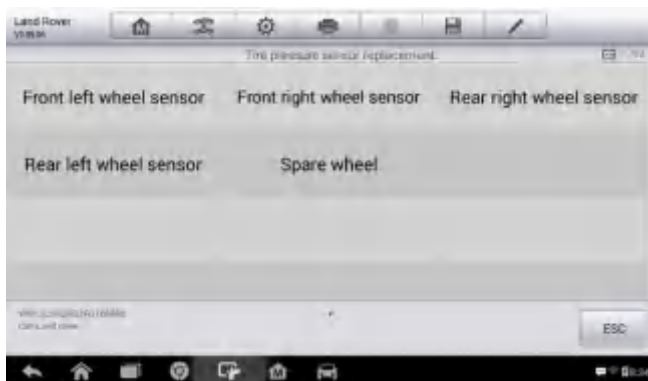 Land Rover
Tire pressure sensor replacement
Front left wheel sensor
Front right wheel sensor
Rear right wheel sensor
Rear left wheel sensor
Spare wheel
ESC